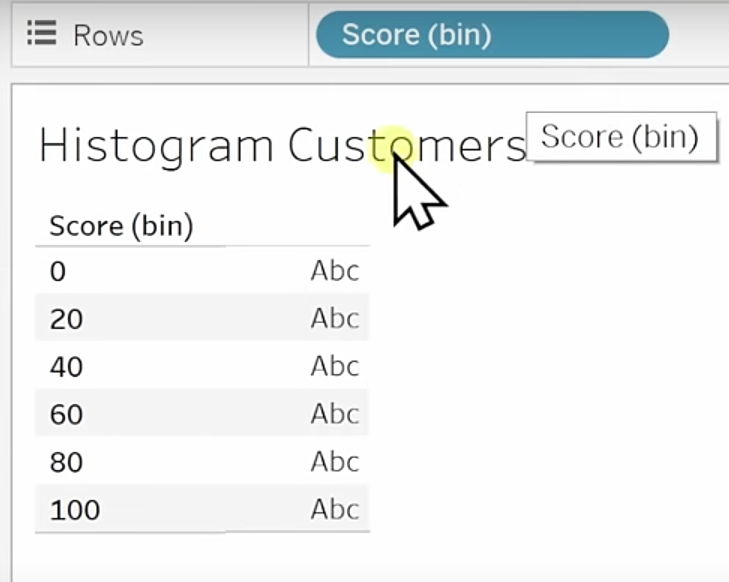 Rows Score (bin)
Histogram Customers
Score (bin)
Score (bin)
0 Abc
20 Abc
40 Abc
60 Abc
80 Abc
100 Abc